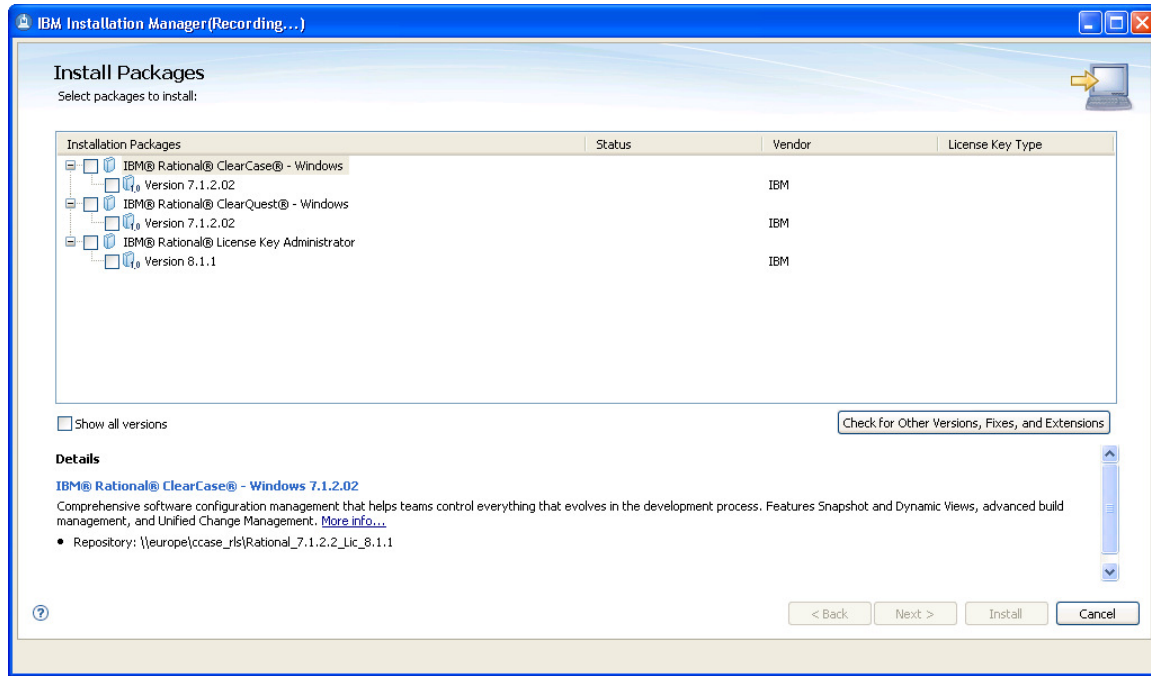 IBM Installation Manager(Recording...)
Install Packages
Select packages to install:
Installation Packages Status Vendor License Key Type
IBM® Rational® ClearCase® - Windows
Version 7.1.2.02 IBM
IBM® Rational® ClearQuest® - Windows
Version 7.1.2.02 IBM
IBM® Rational® License Key Administrator
Version 8.1.1 IBM
Show all versions Check for Other Versions, Fixes, and Extensions
Details
IBM® Rational® ClearCase® - Windows 7.1.2.02
Comprehensive software configuration management that helps teams control everything that evolves in the development process. Features Snapshot and Dynamic Views, advanced build
management, and Unified Change Management. More info...
• Repository: \\europe\ccase_rls\Rational_7.1.2.2_Lic_8.1.1
? < Back Next > Install Cancel